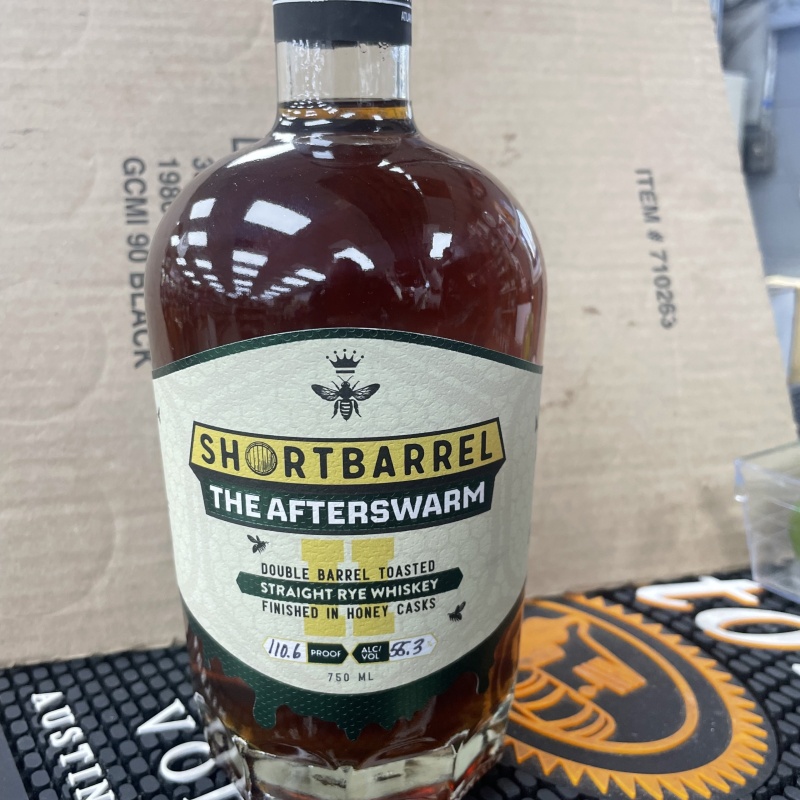 GCMI 90 BLACK
ITEM # 710263
SHORTBARREL
THE AFTERSWARM
II
DOUBLE BARREL TOASTED
STRAIGHT RYE WHISKEY
FINISHED IN HONEY CASKS
110.6 PROOF ALC/VOL 55.3
750 ML
AUSTIN